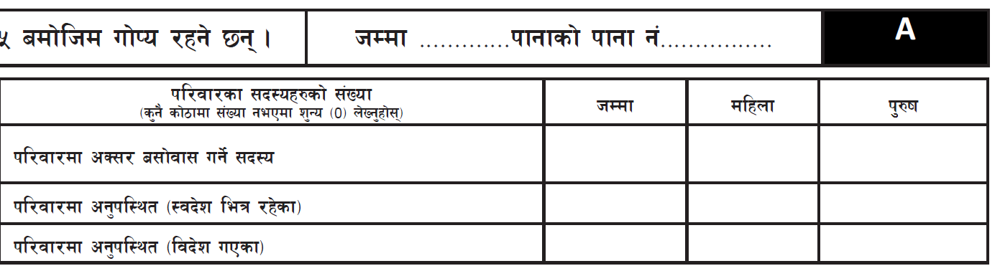 ५ बमोजिम गोप्य रहने छन् ।
जम्मा .............पानाको पाना नं................
A
परिवारका सदस्यहरुको संख्या
(कुनै कोठामा संख्या नभएमा शुन्य (0) लेख्नुहोस्)
जम्मा
महिला
पुरुष
परिवारमा अक्सर बसोवास गर्ने सदस्य
परिवारमा अनुपस्थित (स्वदेश भित्र रहेका)
परिवारमा अनुपस्थित (विदेश गएका)